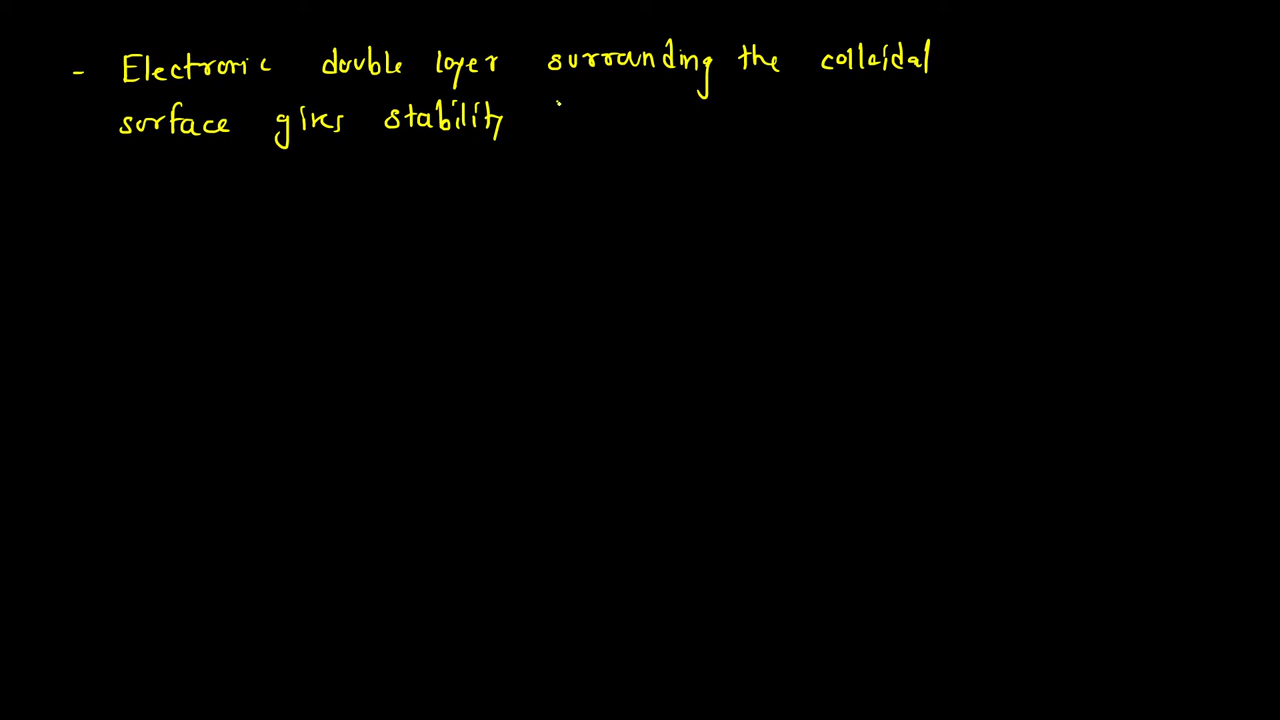 - Electronic double layer surrounding the colloidal
surface gives stability